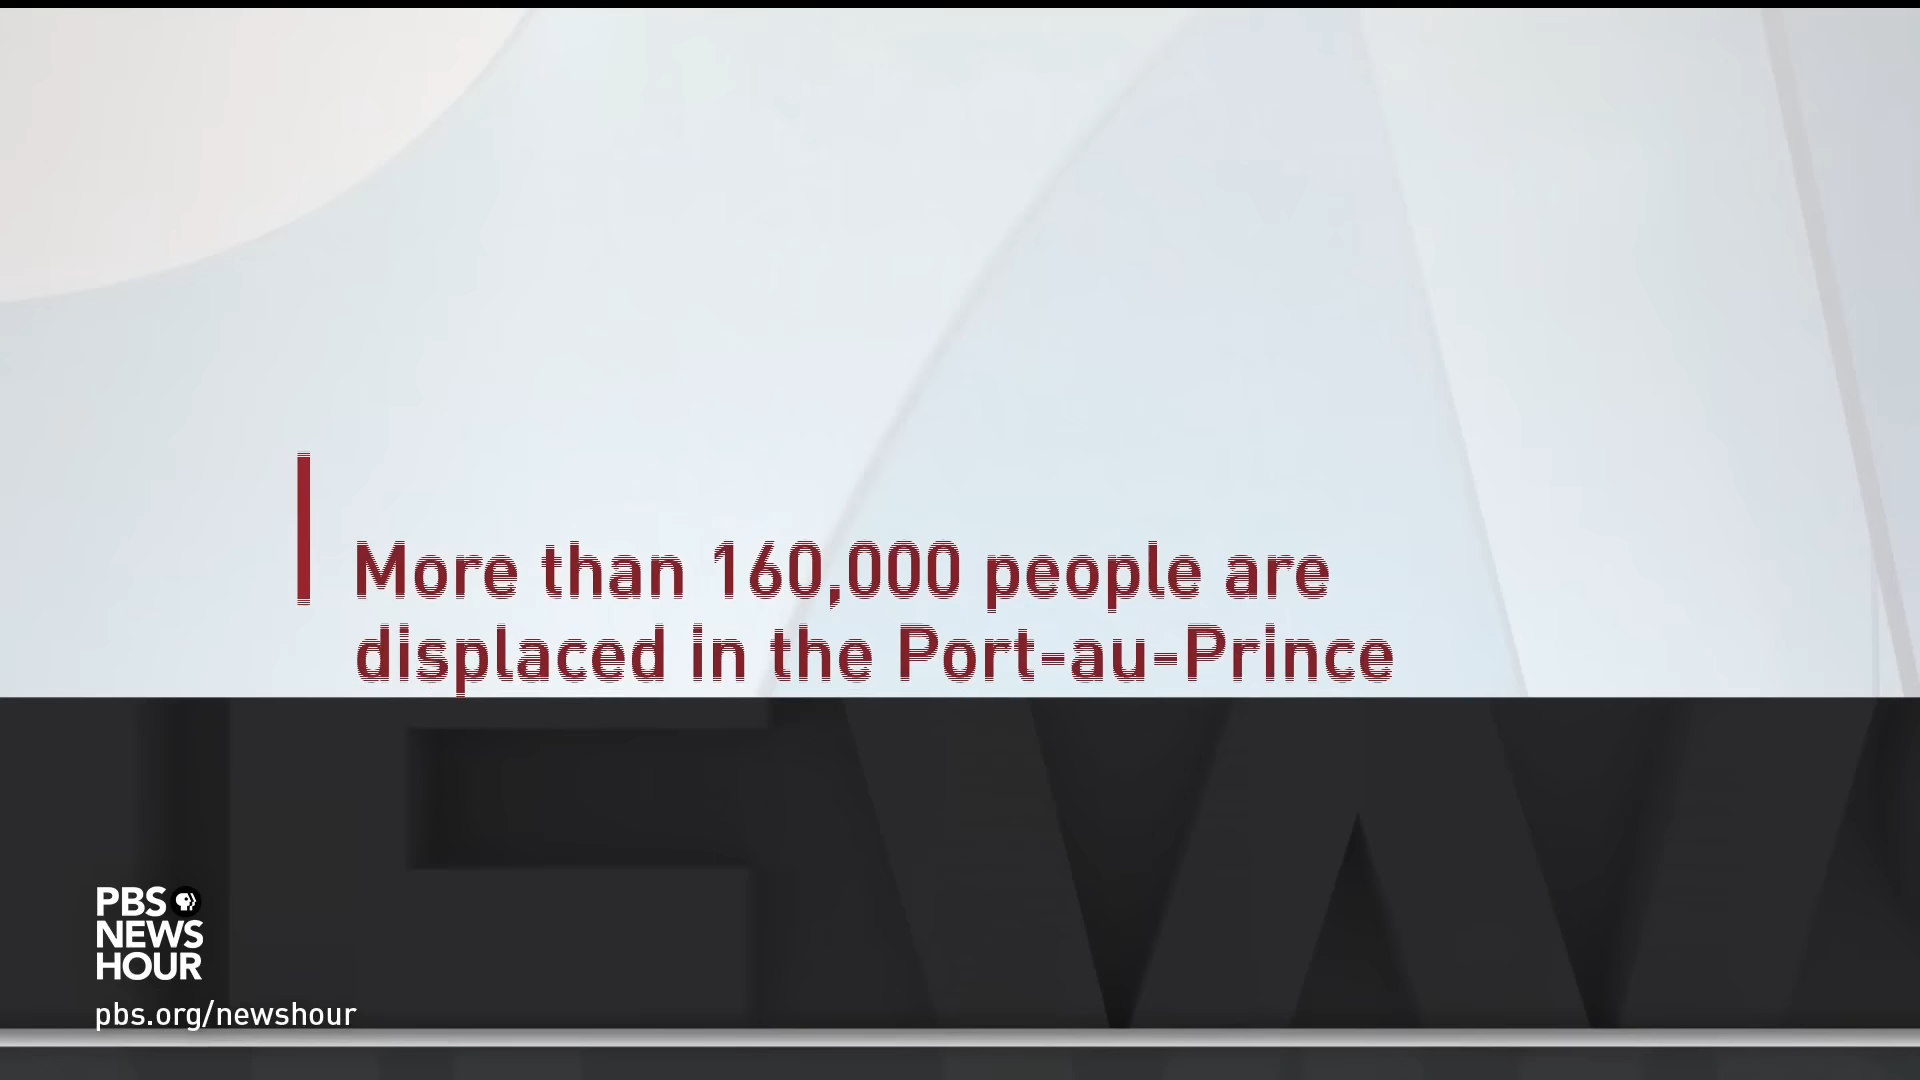 More than 160,000 people are
displaced in the Port-au-Prince
PBS
NEWS
HOUR
pbs.org/newshour